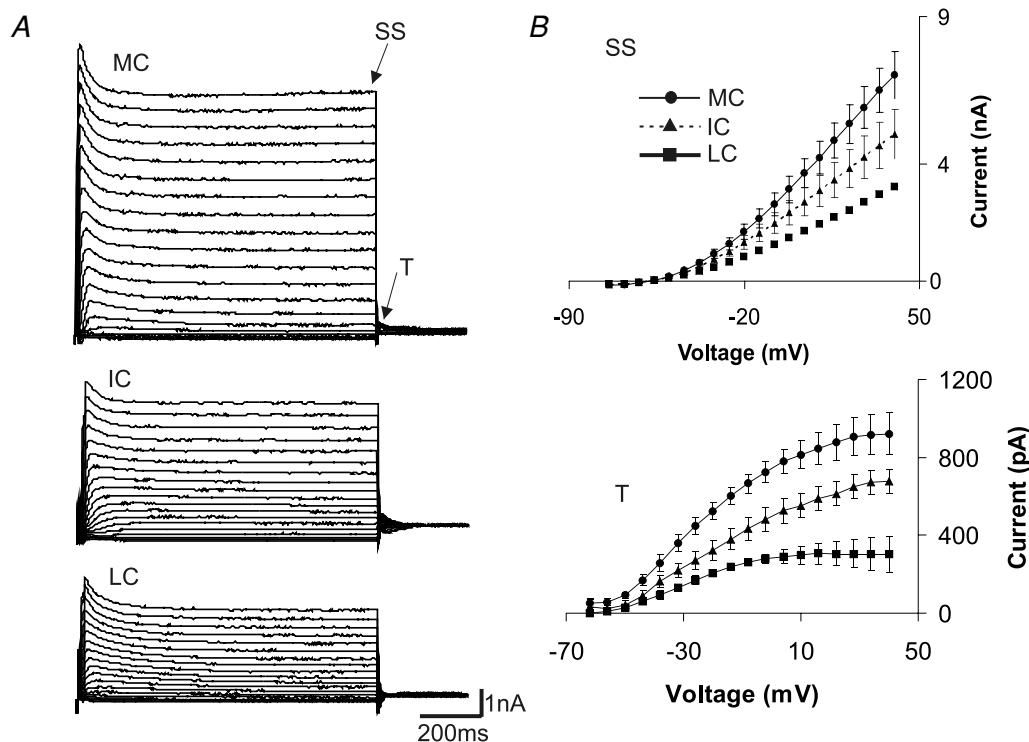 A
MC
SS
T
IC
LC
1nA
200ms
B
SS
MC
IC
LC
9
4
0
Current (nA)
-90
-20
50
Voltage (mV)
T
1200
800
400
0
Current (pA)
-70
-30
10
50
Voltage (mV)